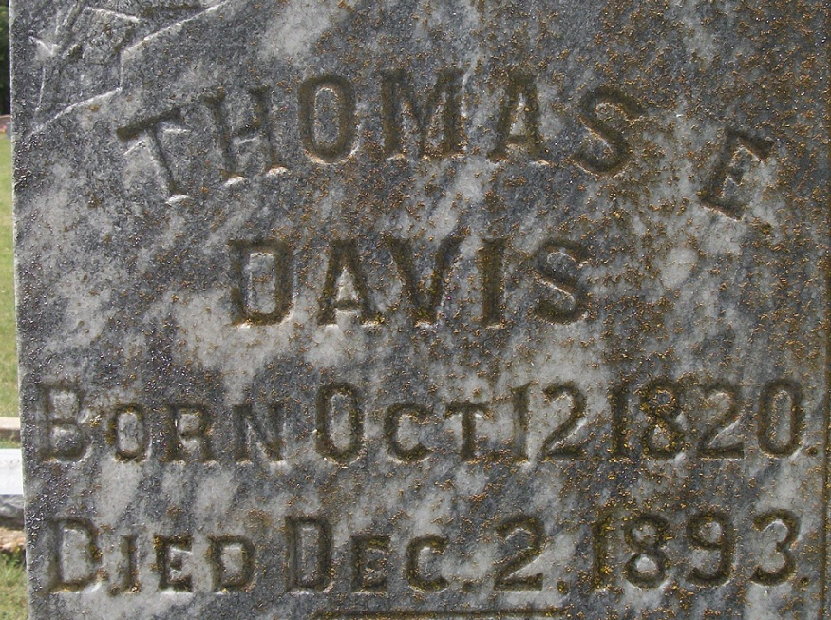 THOMAS E.
DAVIS
BORN OCT. 12 1820.
DIED DEC. 2. 1893.